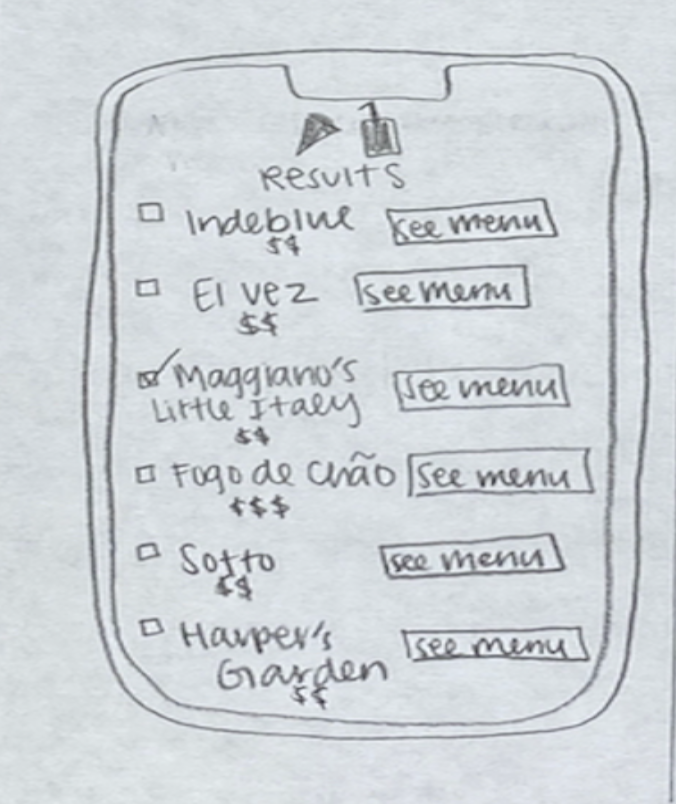 Results
Indeblue see menu
$$
El vez see menu
$$
Maggiano's
Little Italy see menu
$$
Fogo de Chão see menu
$$$
Sotto see menu
$$
Harper's
Garden see menu
$$